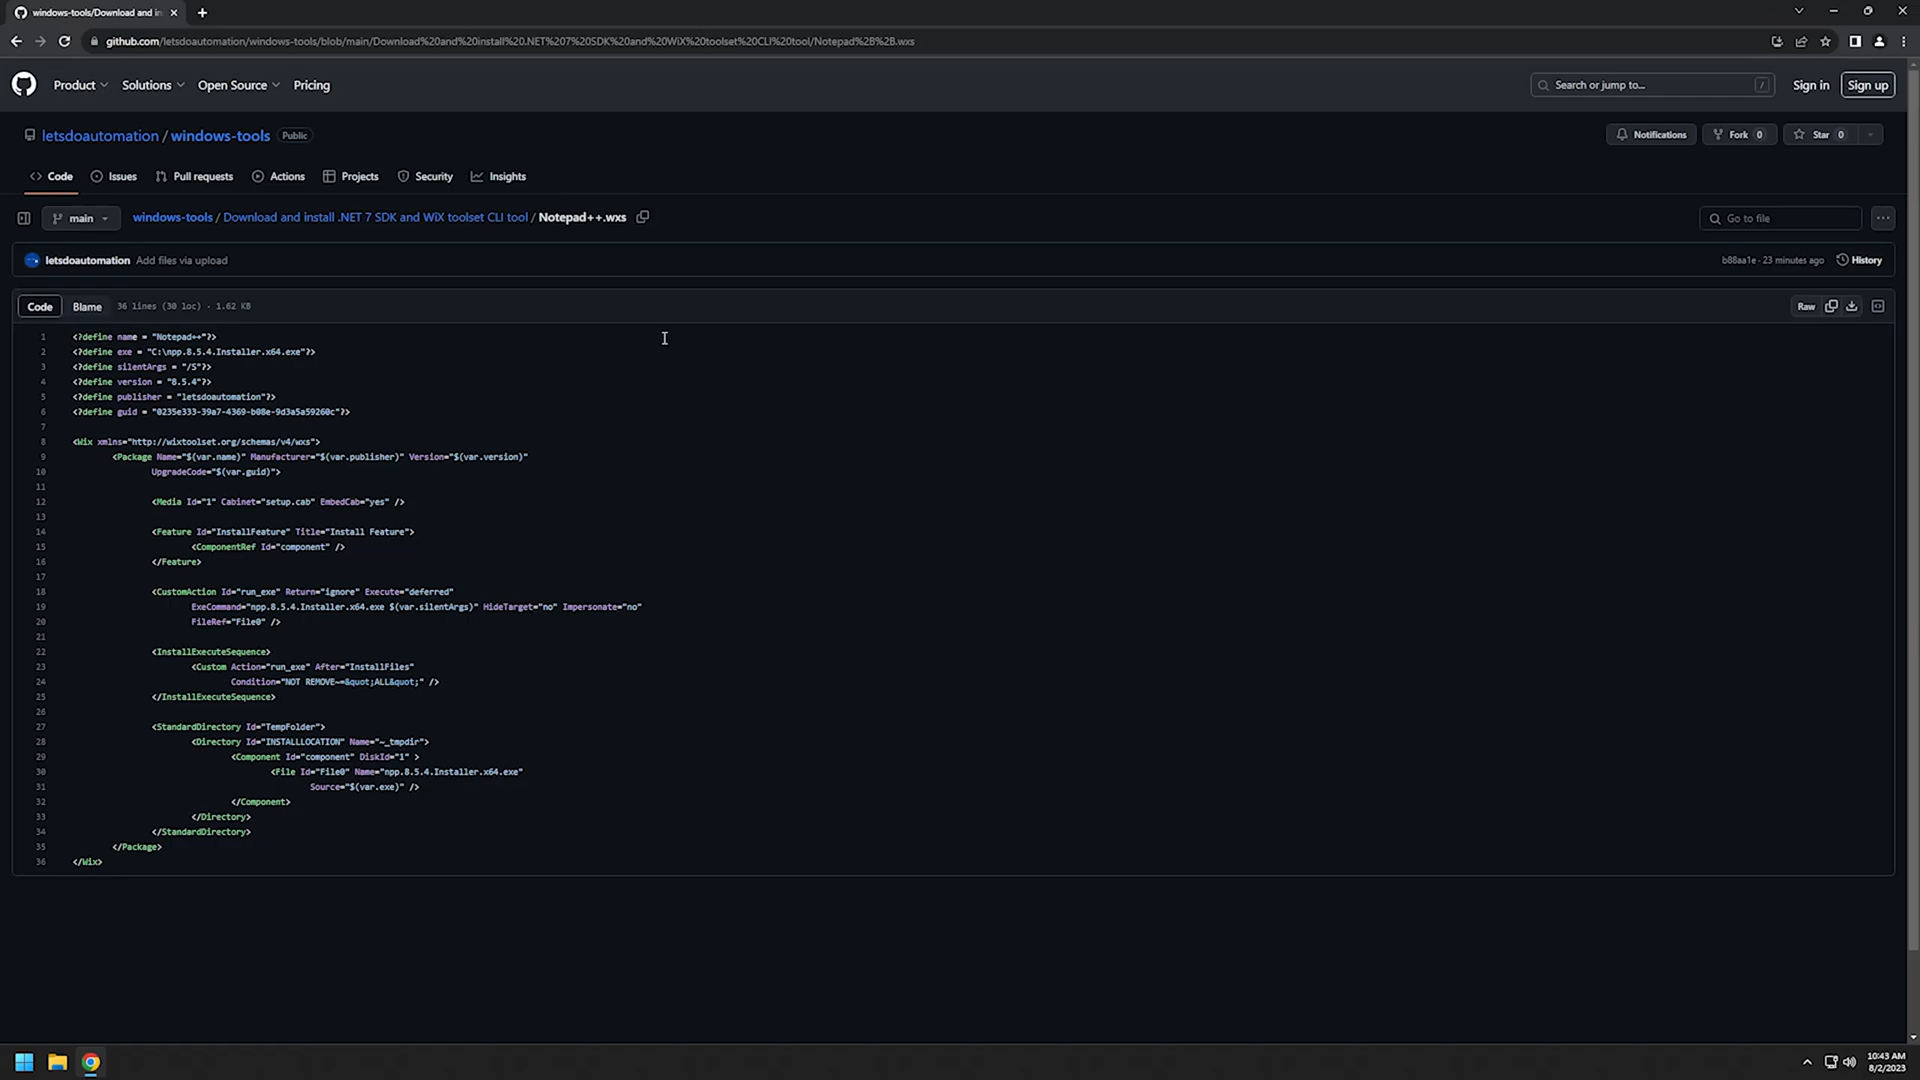 windows-tools/Download and in
github.com/letsdoautomation/windows-tools/blob/main/Download%20and%20install%20.NET%207%20SDK%20and%20WiX%20toolset%20CLI%20tool/Notepad%2B%2B.wxs
Product Solutions Open Source Pricing Search or jump to... / Sign in Sign up
letsdoautomation / windows-tools Public Notifications Fork 0 Star 0
Code Issues Pull requests Actions Projects Security Insights
main windows-tools / Download and install .NET 7 SDK and WiX toolset CLI tool / Notepad++.wxs Go to file
letsdoautomation Add files via upload b88aa1e · 23 minutes ago History
Code Blame 36 lines (30 loc) · 1.62 KB Raw
1 <?define name = "Notepad++"?>
2 <?define exe = "C:\npp.8.5.4.Installer.x64.exe"?>
3 <?define silentArgs = "/S"?>
4 <?define version = "8.5.4"?>
5 <?define publisher = "letsdoautomation"?>
6 <?define guid = "0235e333-39a7-4369-b08e-9d3a5a59260c"?>
7
8 <Wix xmlns="http://wixtoolset.org/schemas/v4/wxs">
9 <Package Name="$(var.name)" Manufacturer="$(var.publisher)" Version="$(var.version)"
10 UpgradeCode="$(var.guid)">
11
12 <Media Id="1" Cabinet="setup.cab" EmbedCab="yes" />
13
14 <Feature Id="InstallFeature" Title="Install Feature">
15 <ComponentRef Id="component" />
16 </Feature>
17
18 <CustomAction Id="run_exe" Return="ignore" Execute="deferred"
19 ExeCommand="npp.8.5.4.Installer.x64.exe $(var.silentArgs)" HideTarget="no" Impersonate="no"
20 FileRef="File0" />
21
22 <InstallExecuteSequence>
23 <Custom Action="run_exe" After="InstallFiles"
24 Condition="NOT REMOVE~=&quot;ALL&quot;" />
25 </InstallExecuteSequence>
26
27 <StandardDirectory Id="TempFolder">
28 <Directory Id="INSTALLLOCATION" Name="~_tmpdir">
29 <Component Id="component" DiskId="1" >
30 <File Id="File0" Name="npp.8.5.4.Installer.x64.exe"
31 Source="$(var.exe)" />
32 </Component>
33 </Directory>
34 </StandardDirectory>
35 </Package>
36 </Wix>
10:43 AM
8/2/2023